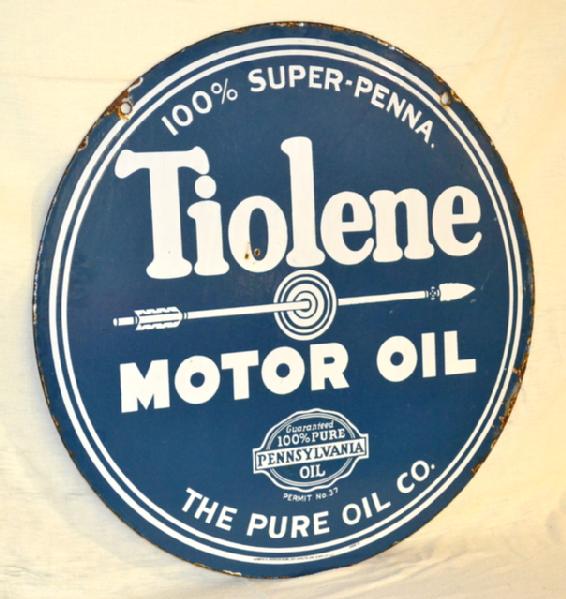 100% SUPER-PENNA.
Tiolene
MOTOR OIL
Guaranteed
100% PURE
PENNSYLVANIA
OIL
PERMIT No.37
THE PURE OIL CO.